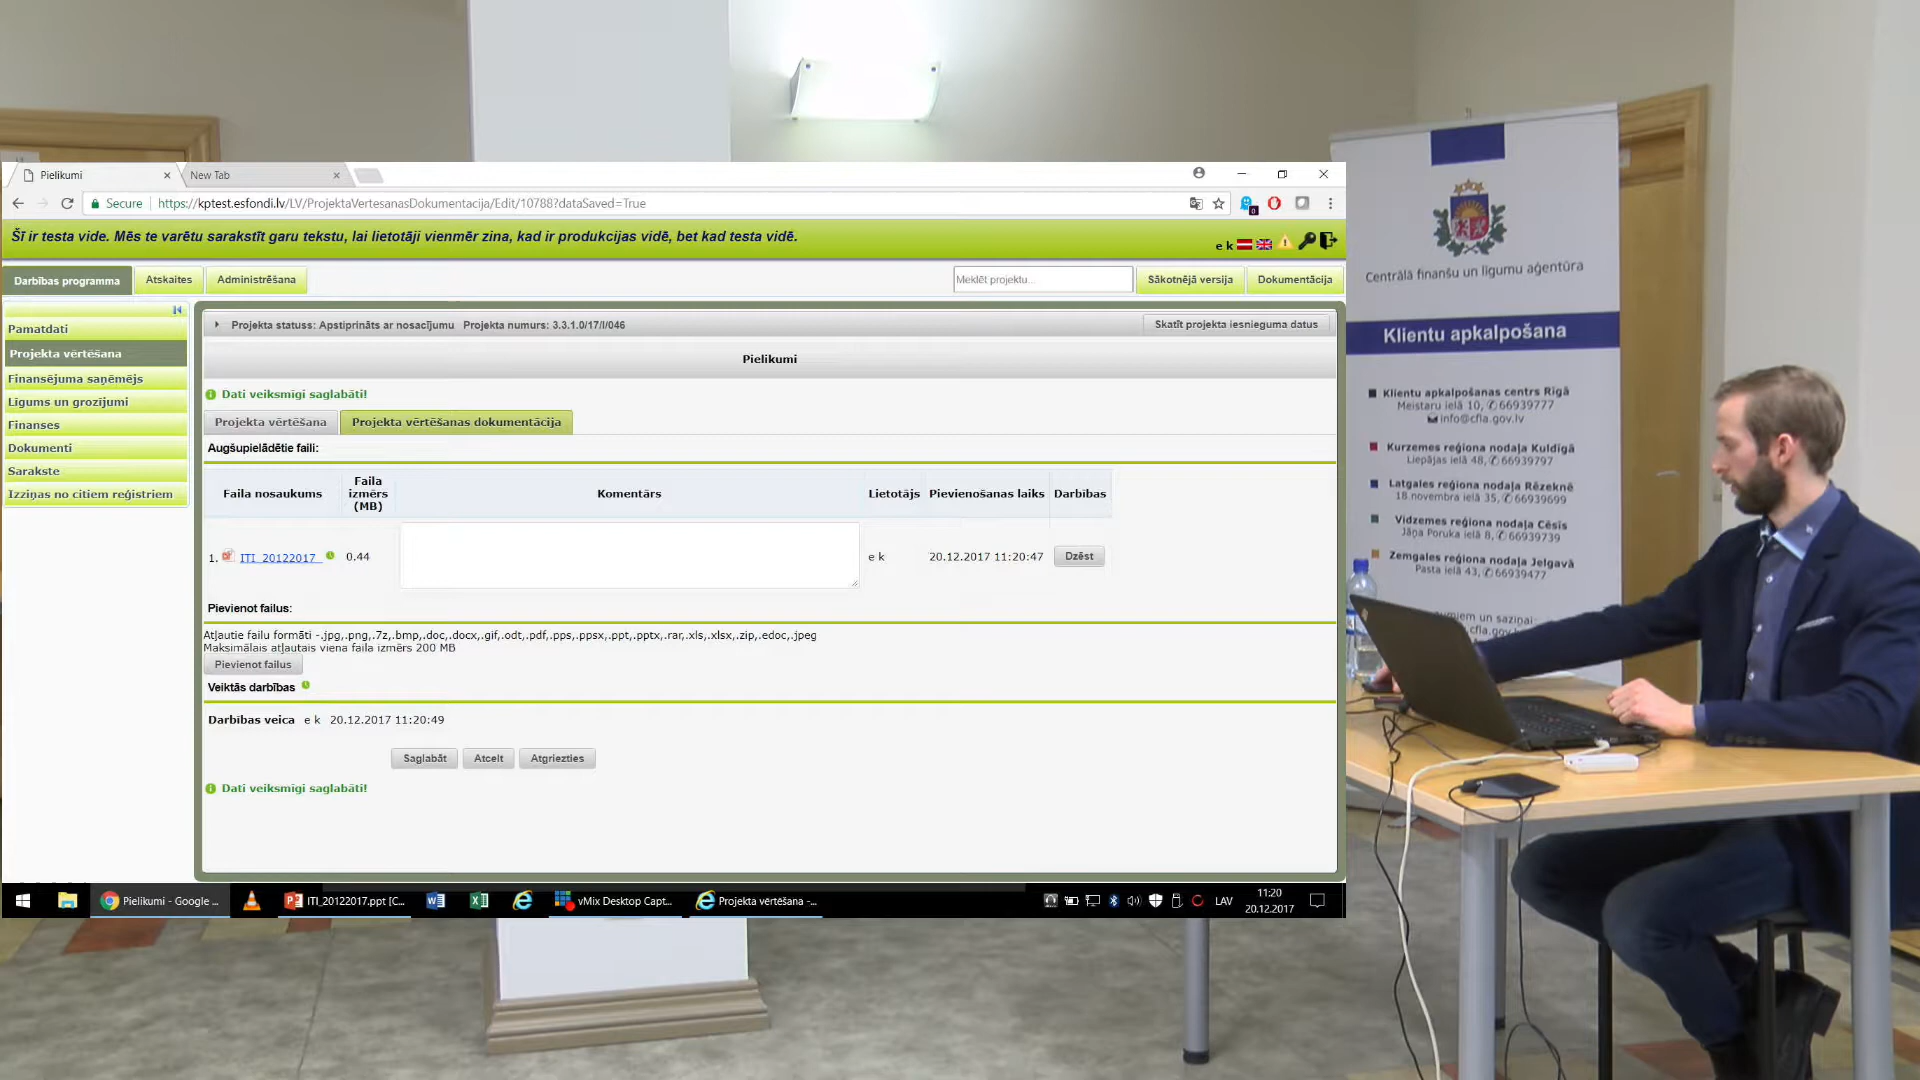 Pielikumi
New Tab
Secure
https://kptest.esfondi.lv/LV/ProjektaVertesanasDokumentacija/Edit/10788?dataSaved=True
Šī ir testa vide. Mēs te varētu sarakstīt garu tekstu, lai lietotāji vienmēr zina, kad ir produkcijas vidē, bet kad testa vidē.
e k
Darbības programma
Atskaites
Administrēšana
Meklēt projektu...
Sākotnējā versija
Dokumentācija
Pamatdati
Projekta vērtēšana
Finansējuma saņēmējs
Līgums un grozījumi
Finanses
Dokumenti
Sarakste
Izziņas no citiem reģistriem
Projekta statuss: Apstiprināts ar nosacījumu Projekta numurs: 3.3.1.0/17/I/046
Skatīt projekta iesnieguma datus
Pielikumi
Dati veiksmīgi saglabāti!
Projekta vērtēšana
Projekta vērtēšanas dokumentācija
Augšupielādētie faili:
Faila nosaukums
Faila izmērs (MB)
Komentārs
Lietotājs
Pievienošanas laiks
Darbības
1. ITI_20122017_ 0.44
e k
20.12.2017 11:20:47
Dzēst
Pievienot failus:
Atļautie failu formāti -.jpg,.png,.7z,.bmp,.doc,.docx,.gif,.odt,.pdf,.pps,.ppsx,.ppt,.pptx,.rar,.xls,.xlsx,.zip,.edoc,.jpeg
Maksimālais atļautais viena faila izmērs 200 MB
Pievienot failus
Veiktās darbības
Darbības veica e k 20.12.2017 11:20:49
Saglabāt
Atcelt
Atgriezties
Dati veiksmīgi saglabāti!
Pielikumi - Google ...
ITI_20122017.ppt [C...
vMix Desktop Capt...
Projekta vērtēšana -...
LAV
11:20
20.12.2017
Centrālā finanšu un līgumu aģentūra
Klientu apkalpošana
Klientu apkalpošanas centrs Rīgā
Meistaru ielā 10, ✆66939777
info@cfla.gov.lv
Kurzemes reģiona nodaļa Kuldīgā
Liepājas ielā 48, ✆66939797
Latgales reģiona nodaļa Rēzeknē
18.novembra ielā 35, ✆66939699
Vidzemes reģiona nodaļa Cēsīs
Jāņa Poruka ielā 8, ✆66939739
Zemgales reģiona nodaļa Jelgavā
Pasta ielā 43, ✆66939477
un saziņai
cfla.gov.